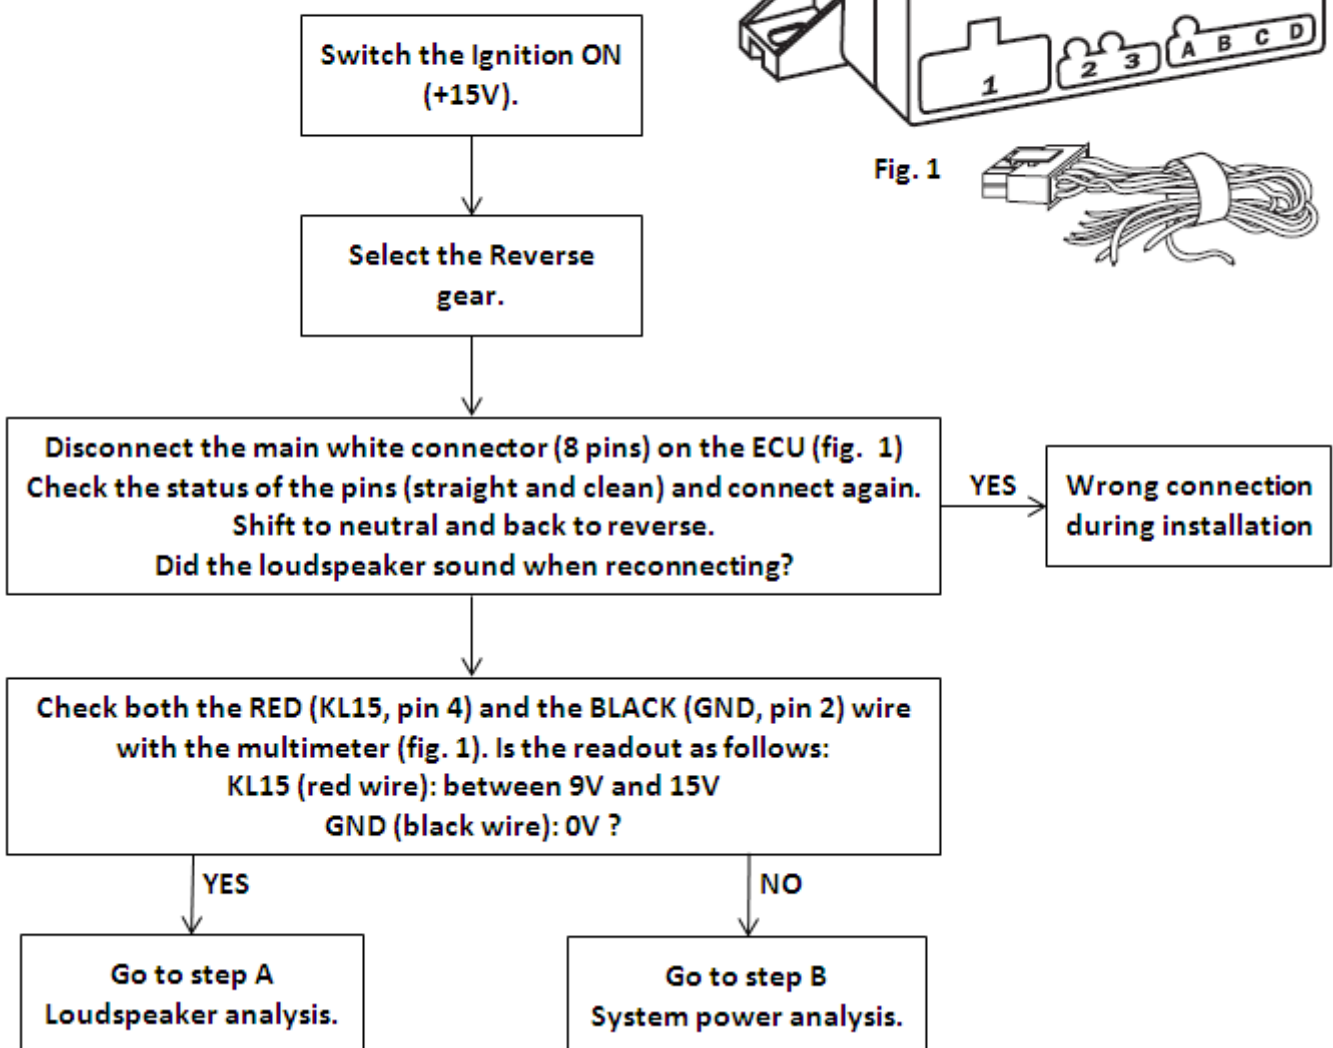 Switch the Ignition ON
(+15V).
1
2 3
A B C D
Fig. 1
Select the Reverse
gear.
Disconnect the main white connector (8 pins) on the ECU (fig. 1)
Check the status of the pins (straight and clean) and connect again.
Shift to neutral and back to reverse.
Did the loudspeaker sound when reconnecting?
YES
Wrong connection
during installation
Check both the RED (KL15, pin 4) and the BLACK (GND, pin 2) wire
with the multimeter (fig. 1). Is the readout as follows:
KL15 (red wire): between 9V and 15V
GND (black wire): 0V ?
YES
NO
Go to step A
Loudspeaker analysis.
Go to step B
System power analysis.